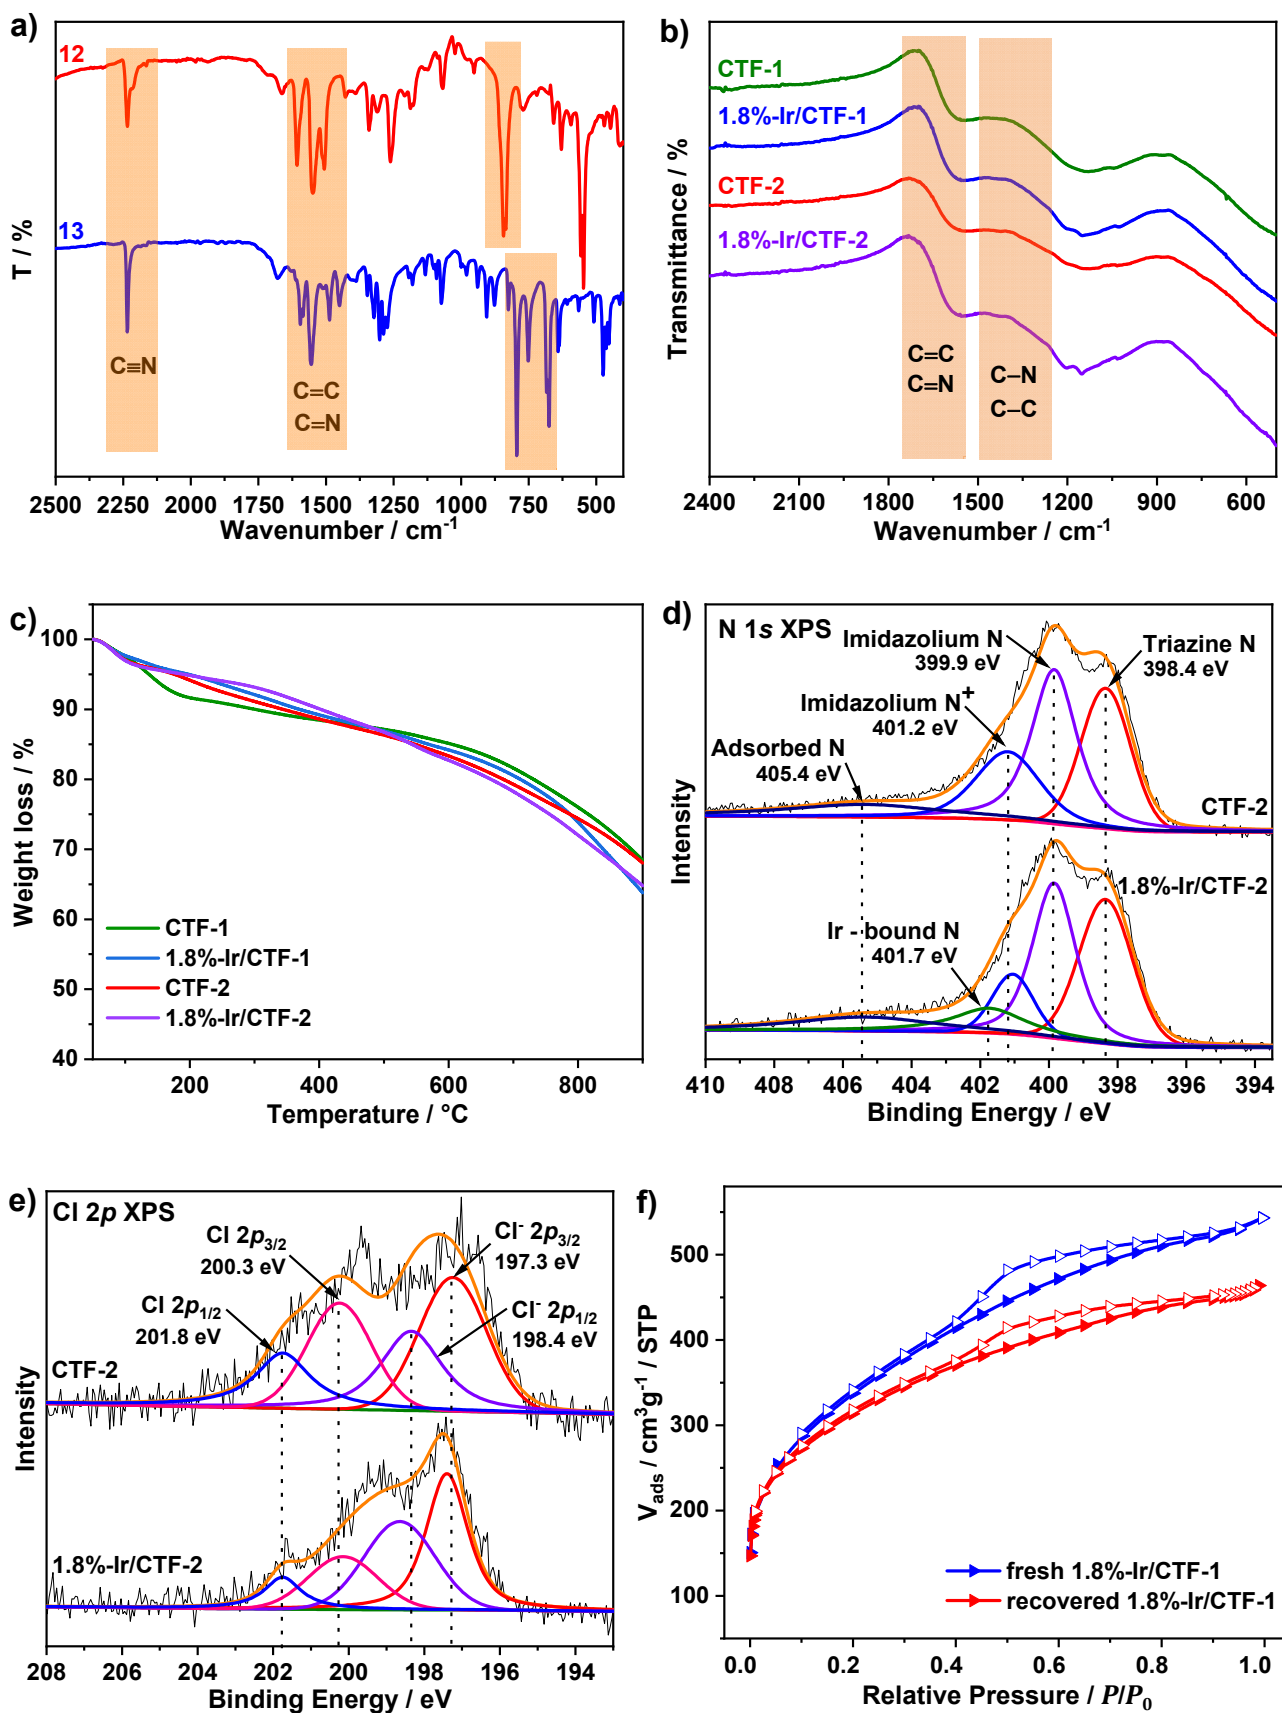 a)
12
13
C≡N
C=C
C=N
T / %
2500 2250 2000 1750 1500 1250 1000 750 500
Wavenumber / cm⁻¹
b)
CTF-1
1.8%-Ir/CTF-1
CTF-2
1.8%-Ir/CTF-2
C=C
C=N
C–N
C–C
Transmittance / %
2400 2100 1800 1500 1200 900 600
Wavenumber / cm⁻¹
c)
100
90
80
70
60
50
40
Weight loss / %
CTF-1
1.8%-Ir/CTF-1
CTF-2
1.8%-Ir/CTF-2
200 400 600 800
Temperature / °C
d)
N 1s XPS
Imidazolium N
399.9 eV
Triazine N
398.4 eV
Imidazolium N⁺
401.2 eV
Adsorbed N
405.4 eV
CTF-2
1.8%-Ir/CTF-2
Ir - bound N
401.7 eV
Intensity
410 408 406 404 402 400 398 396 394
Binding Energy / eV
e)
Cl 2p XPS
Cl 2p₃/₂
200.3 eV
Cl⁻ 2p₃/₂
197.3 eV
Cl 2p₁/₂
201.8 eV
Cl⁻ 2p₁/₂
198.4 eV
CTF-2
1.8%-Ir/CTF-2
Intensity
208 206 204 202 200 198 196 194
Binding Energy / eV
f)
500
400
300
200
100
V_ads / cm³g⁻¹ / STP
fresh 1.8%-Ir/CTF-1
recovered 1.8%-Ir/CTF-1
0.0 0.2 0.4 0.6 0.8 1.0
Relative Pressure / P/P₀